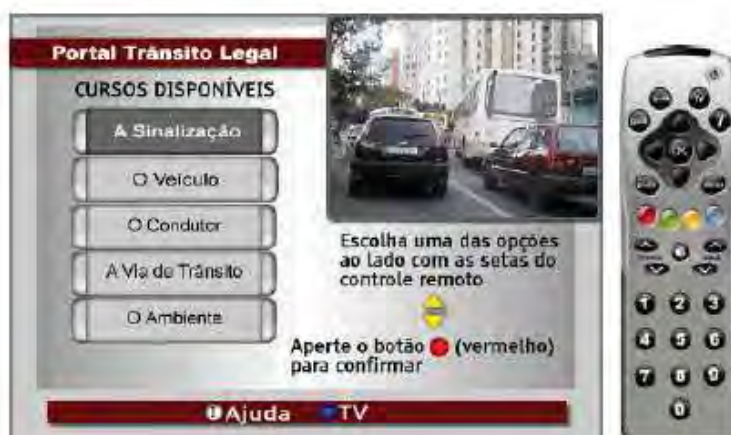 Portal Trânsito Legal
CURSOS DISPONÍVEIS
A Sinalização
O Veículo
O Condutor
A Via de Trânsito
O Ambiente
Escolha uma das opções
ao lado com as setas do
controle remoto
Aperte o botão (vermelho)
para confirmar
Ajuda TV
1 2 3
4 5 6
7 8 9
0